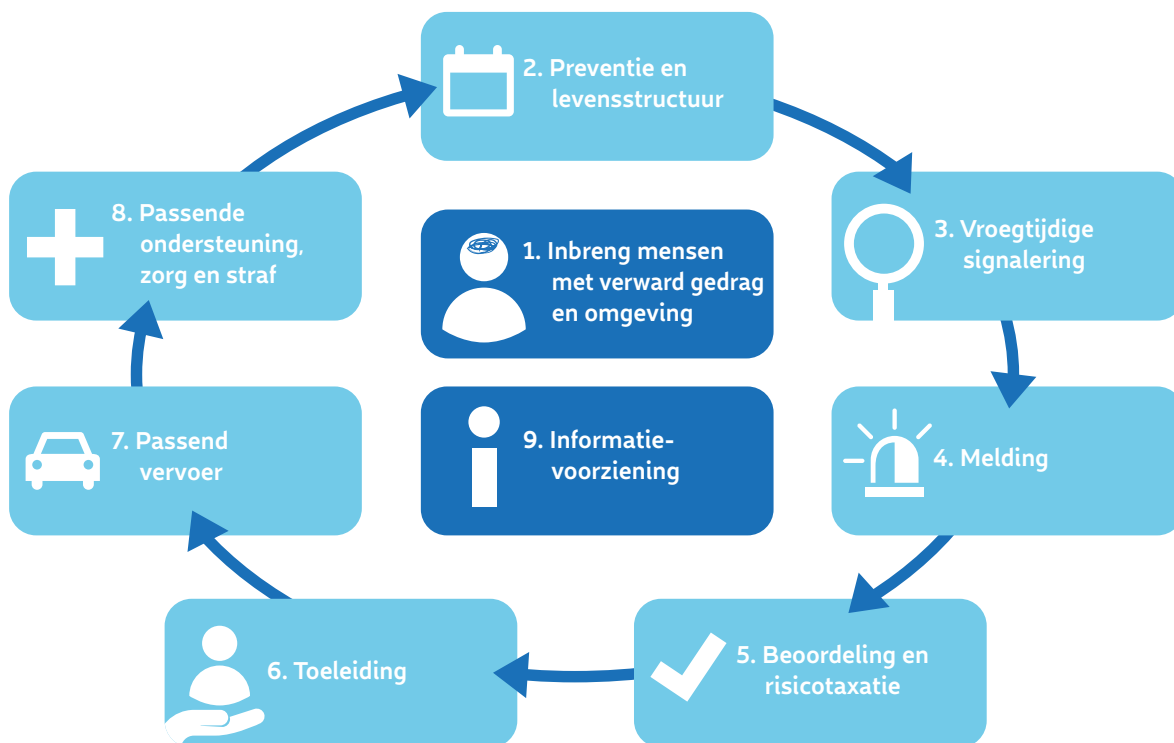 2. Preventie en
levensstructuur
8. Passende
ondersteuning,
zorg en straf
1. Inbreng mensen
met verward gedrag
en omgeving
3. Vroegtijdige
signalering
7. Passend
vervoer
9. Informatie-
voorziening
4. Melding
6. Toeleiding
5. Beoordeling en
risicotaxatie